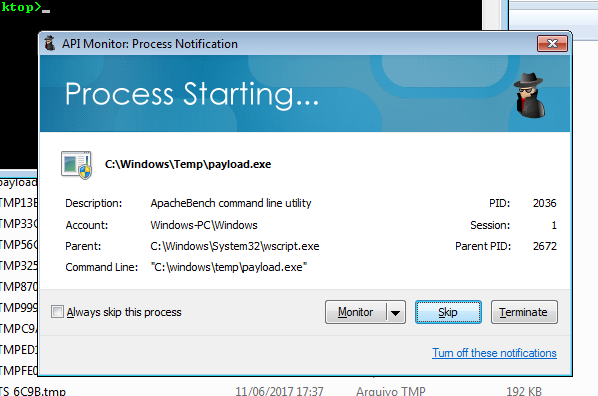 ktop>_
API Monitor: Process Notification
Process Starting...
C:\Windows\Temp\payload.exe
Description: ApacheBench command line utility PID: 2036
Account: Windows-PC\Windows Session: 1
Parent: C:\Windows\System32\wscript.exe Parent PID: 2672
Command Line: "C:\windows\temp\payload.exe"
Always skip this process Monitor Skip Terminate
Turn off these notifications
payload
TMP13E
TMP33C
TMP56C
TMP325
TMP870
TMP999
TMPC9A
TMPED1
TMPFE0
TS_6C9B.tmp 11/06/2017 17:37 Arquivo TMP 192 KB